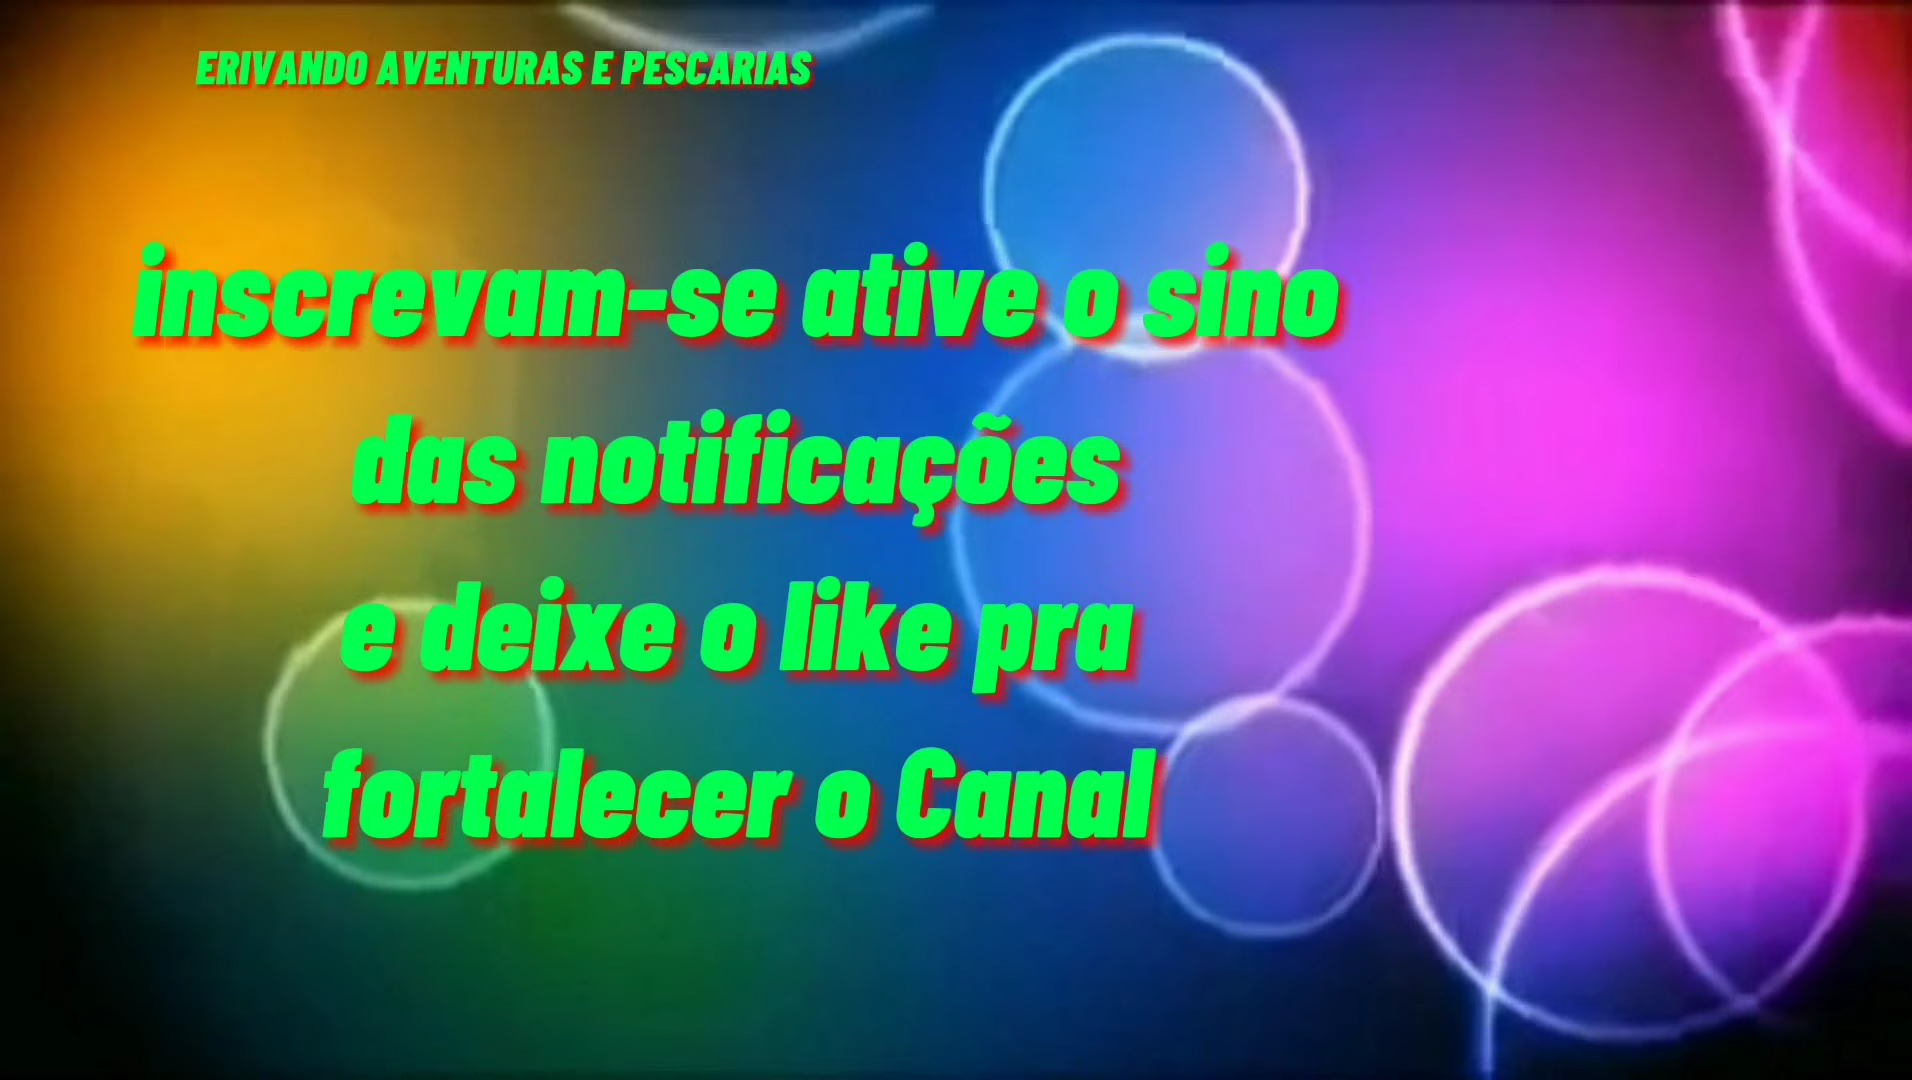 ERIVANDO AVENTURAS E PESCARIAS
inscrevam-se ative o sino
das notificações
e deixe o like pra
fortalecer o Canal